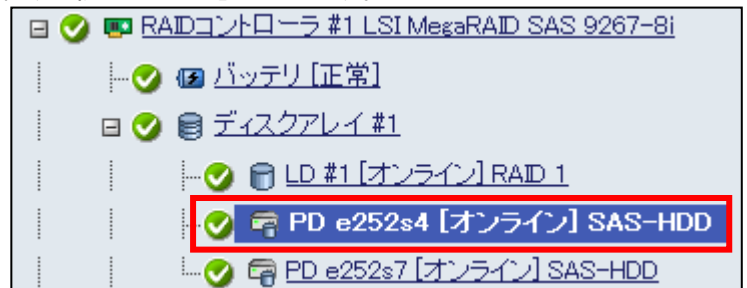 RAIDコントローラ #1 LSI MegaRAID SAS 9267-8i
バッテリ [正常]
ディスクアレイ #1
LD #1 [オンライン] RAID 1
PD e252s4 [オンライン] SAS-HDD
PD e252s7 [オンライン] SAS-HDD